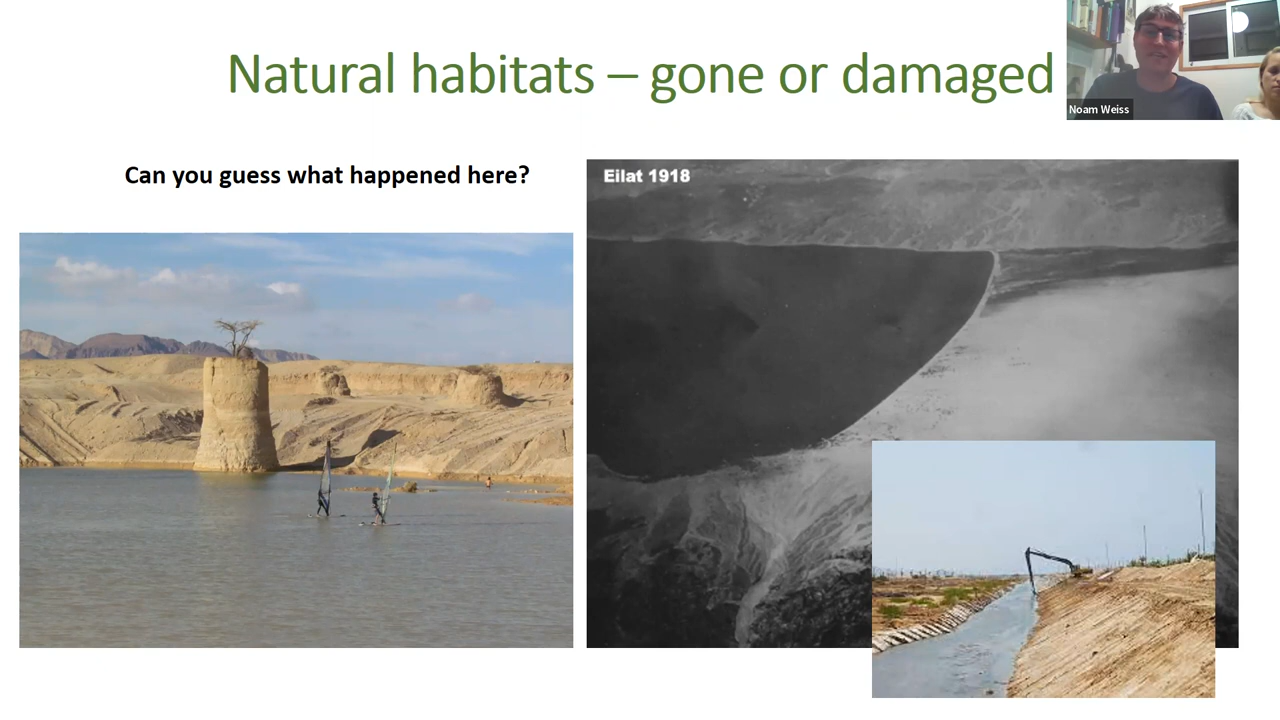 Natural habitats – gone or damaged
Noam Weiss
Can you guess what happened here?
Eilat 1918